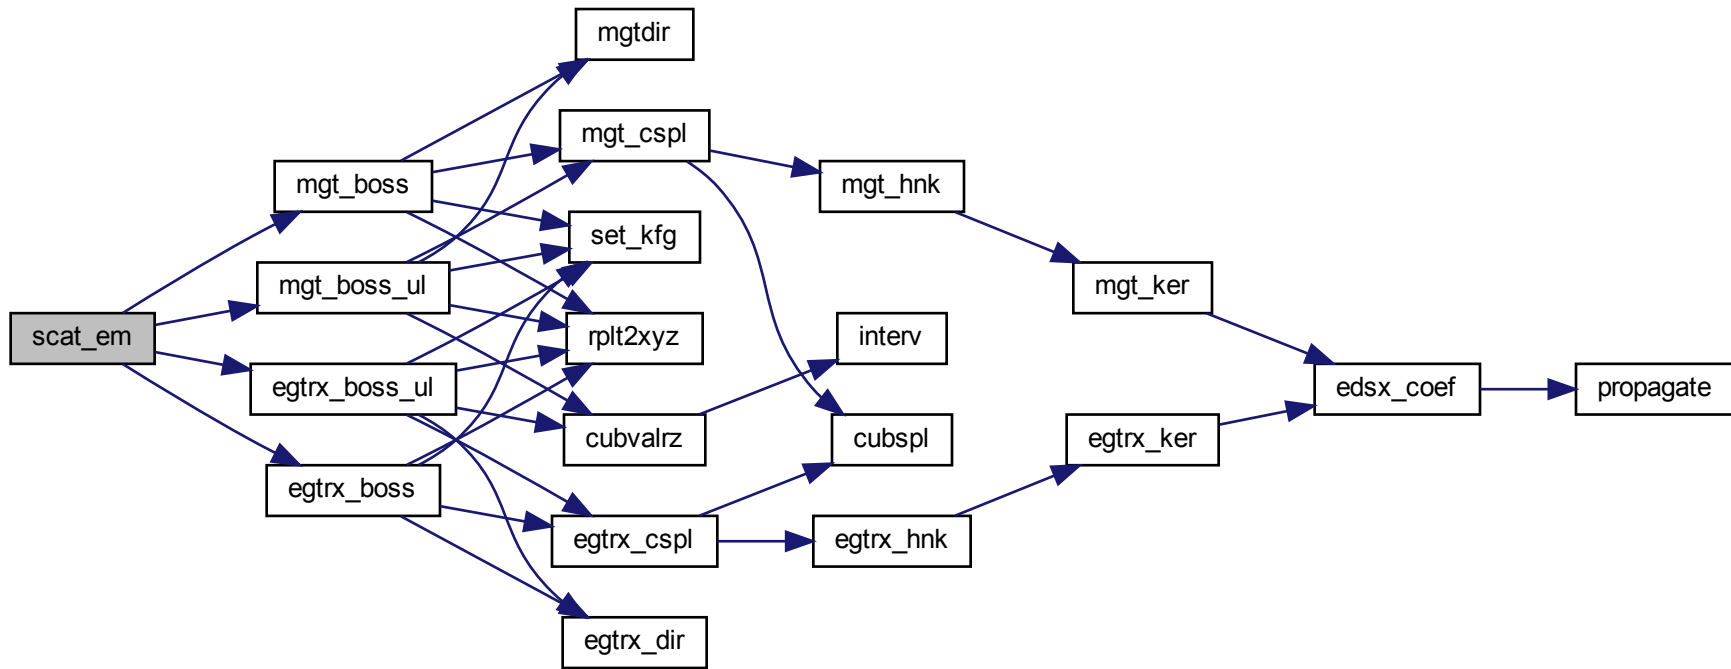 scat_em
mgt_boss
mgt_boss_ul
egtrx_boss_ul
egtrx_boss
mgtdir
mgt_cspl
set_kfg
rplt2xyz
cubvalrz
egtrx_cspl
egtrx_dir
mgt_hnk
interv
cubspl
egtrx_hnk
mgt_ker
egtrx_ker
edsx_coef
propagate